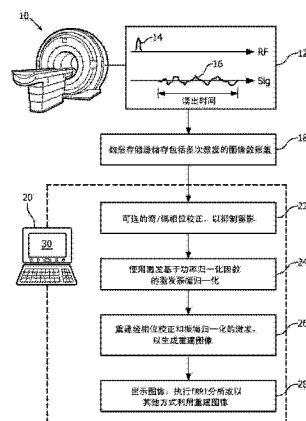 10
14
RF
16
Sig
读出时间
12
数据存储器储存包括多次激发的图像数据集
18
20
30
可选的奇/偶相位校正，以抑制重影
22
使用激发基于功率归一化因数
的激发幅归一化
24
重建经相位校正和振幅归一化的激发，
以生成重建图像
26
显示图像，执行fMRI分析或以
其他方式利用重建图像
28